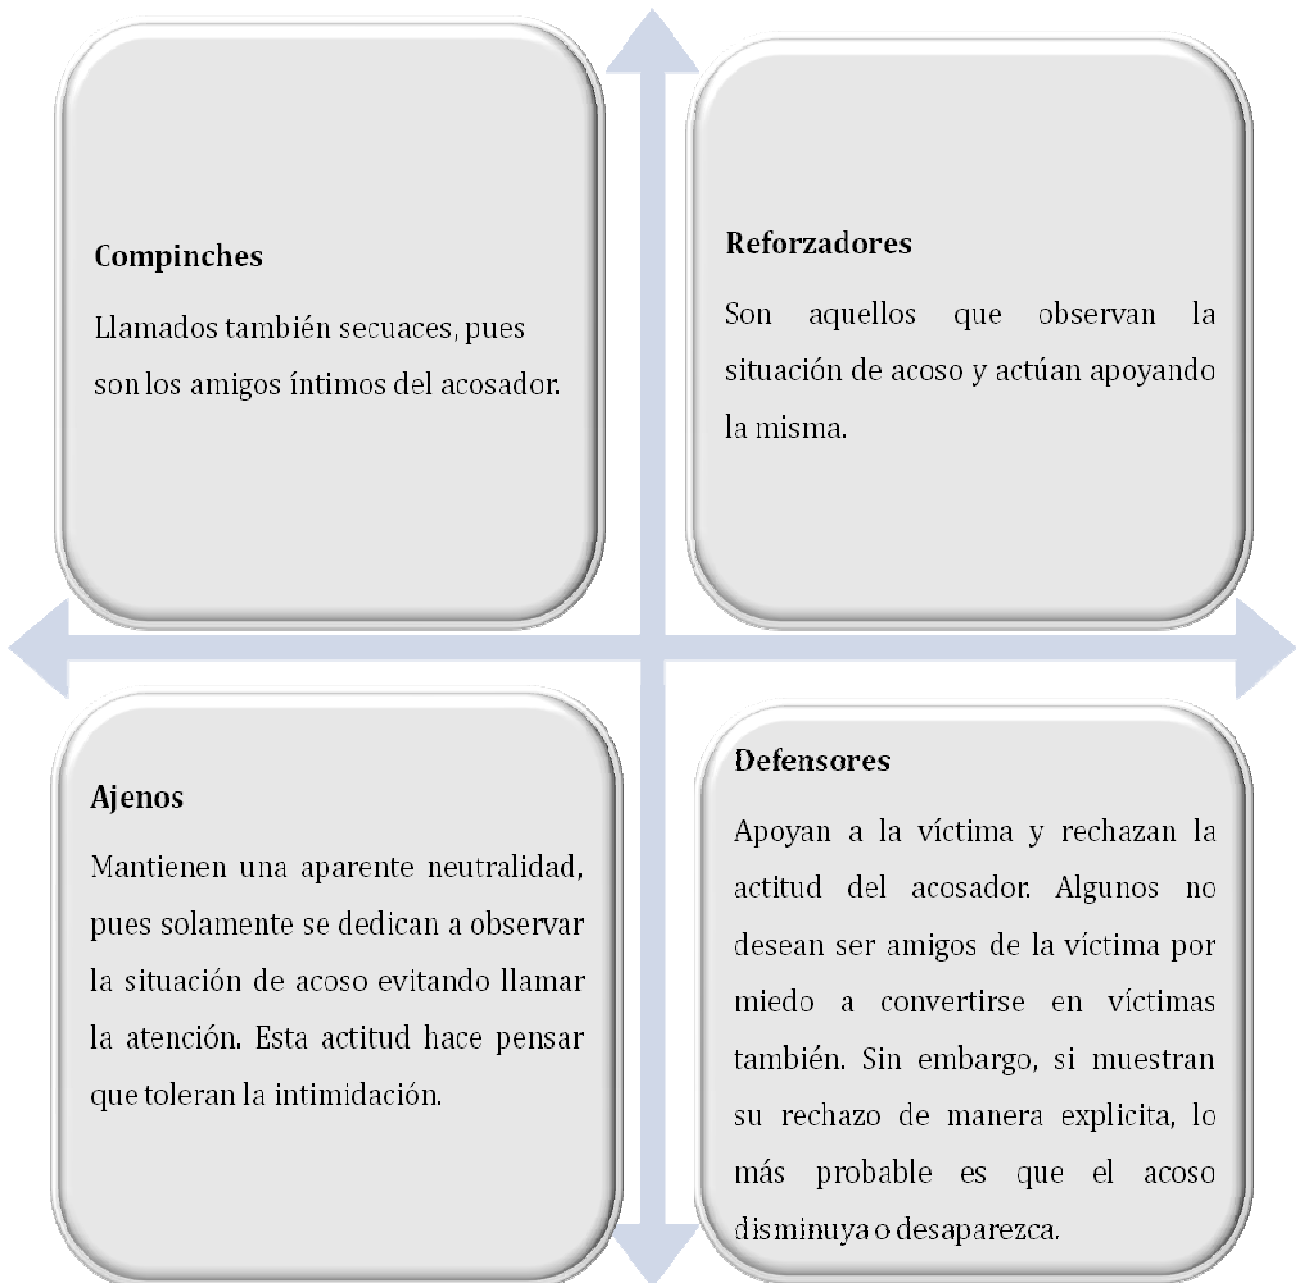 Compinches
Llamados también secuaces, pues
son los amigos íntimos del acosador.
Reforzadores
Son aquellos que observan la
situación de acoso y actúan apoyando
la misma.
Ajenos
Mantienen una aparente neutralidad,
pues solamente se dedican a observar
la situación de acoso evitando llamar
la atención. Esta actitud hace pensar
que toleran la intimidación.
Defensores
Apoyan a la víctima y rechazan la
actitud del acosador. Algunos no
desean ser amigos de la víctima por
miedo a convertirse en víctimas
también. Sin embargo, si muestran
su rechazo de manera explicita, lo
más probable es que el acoso
disminuya o desaparezca.